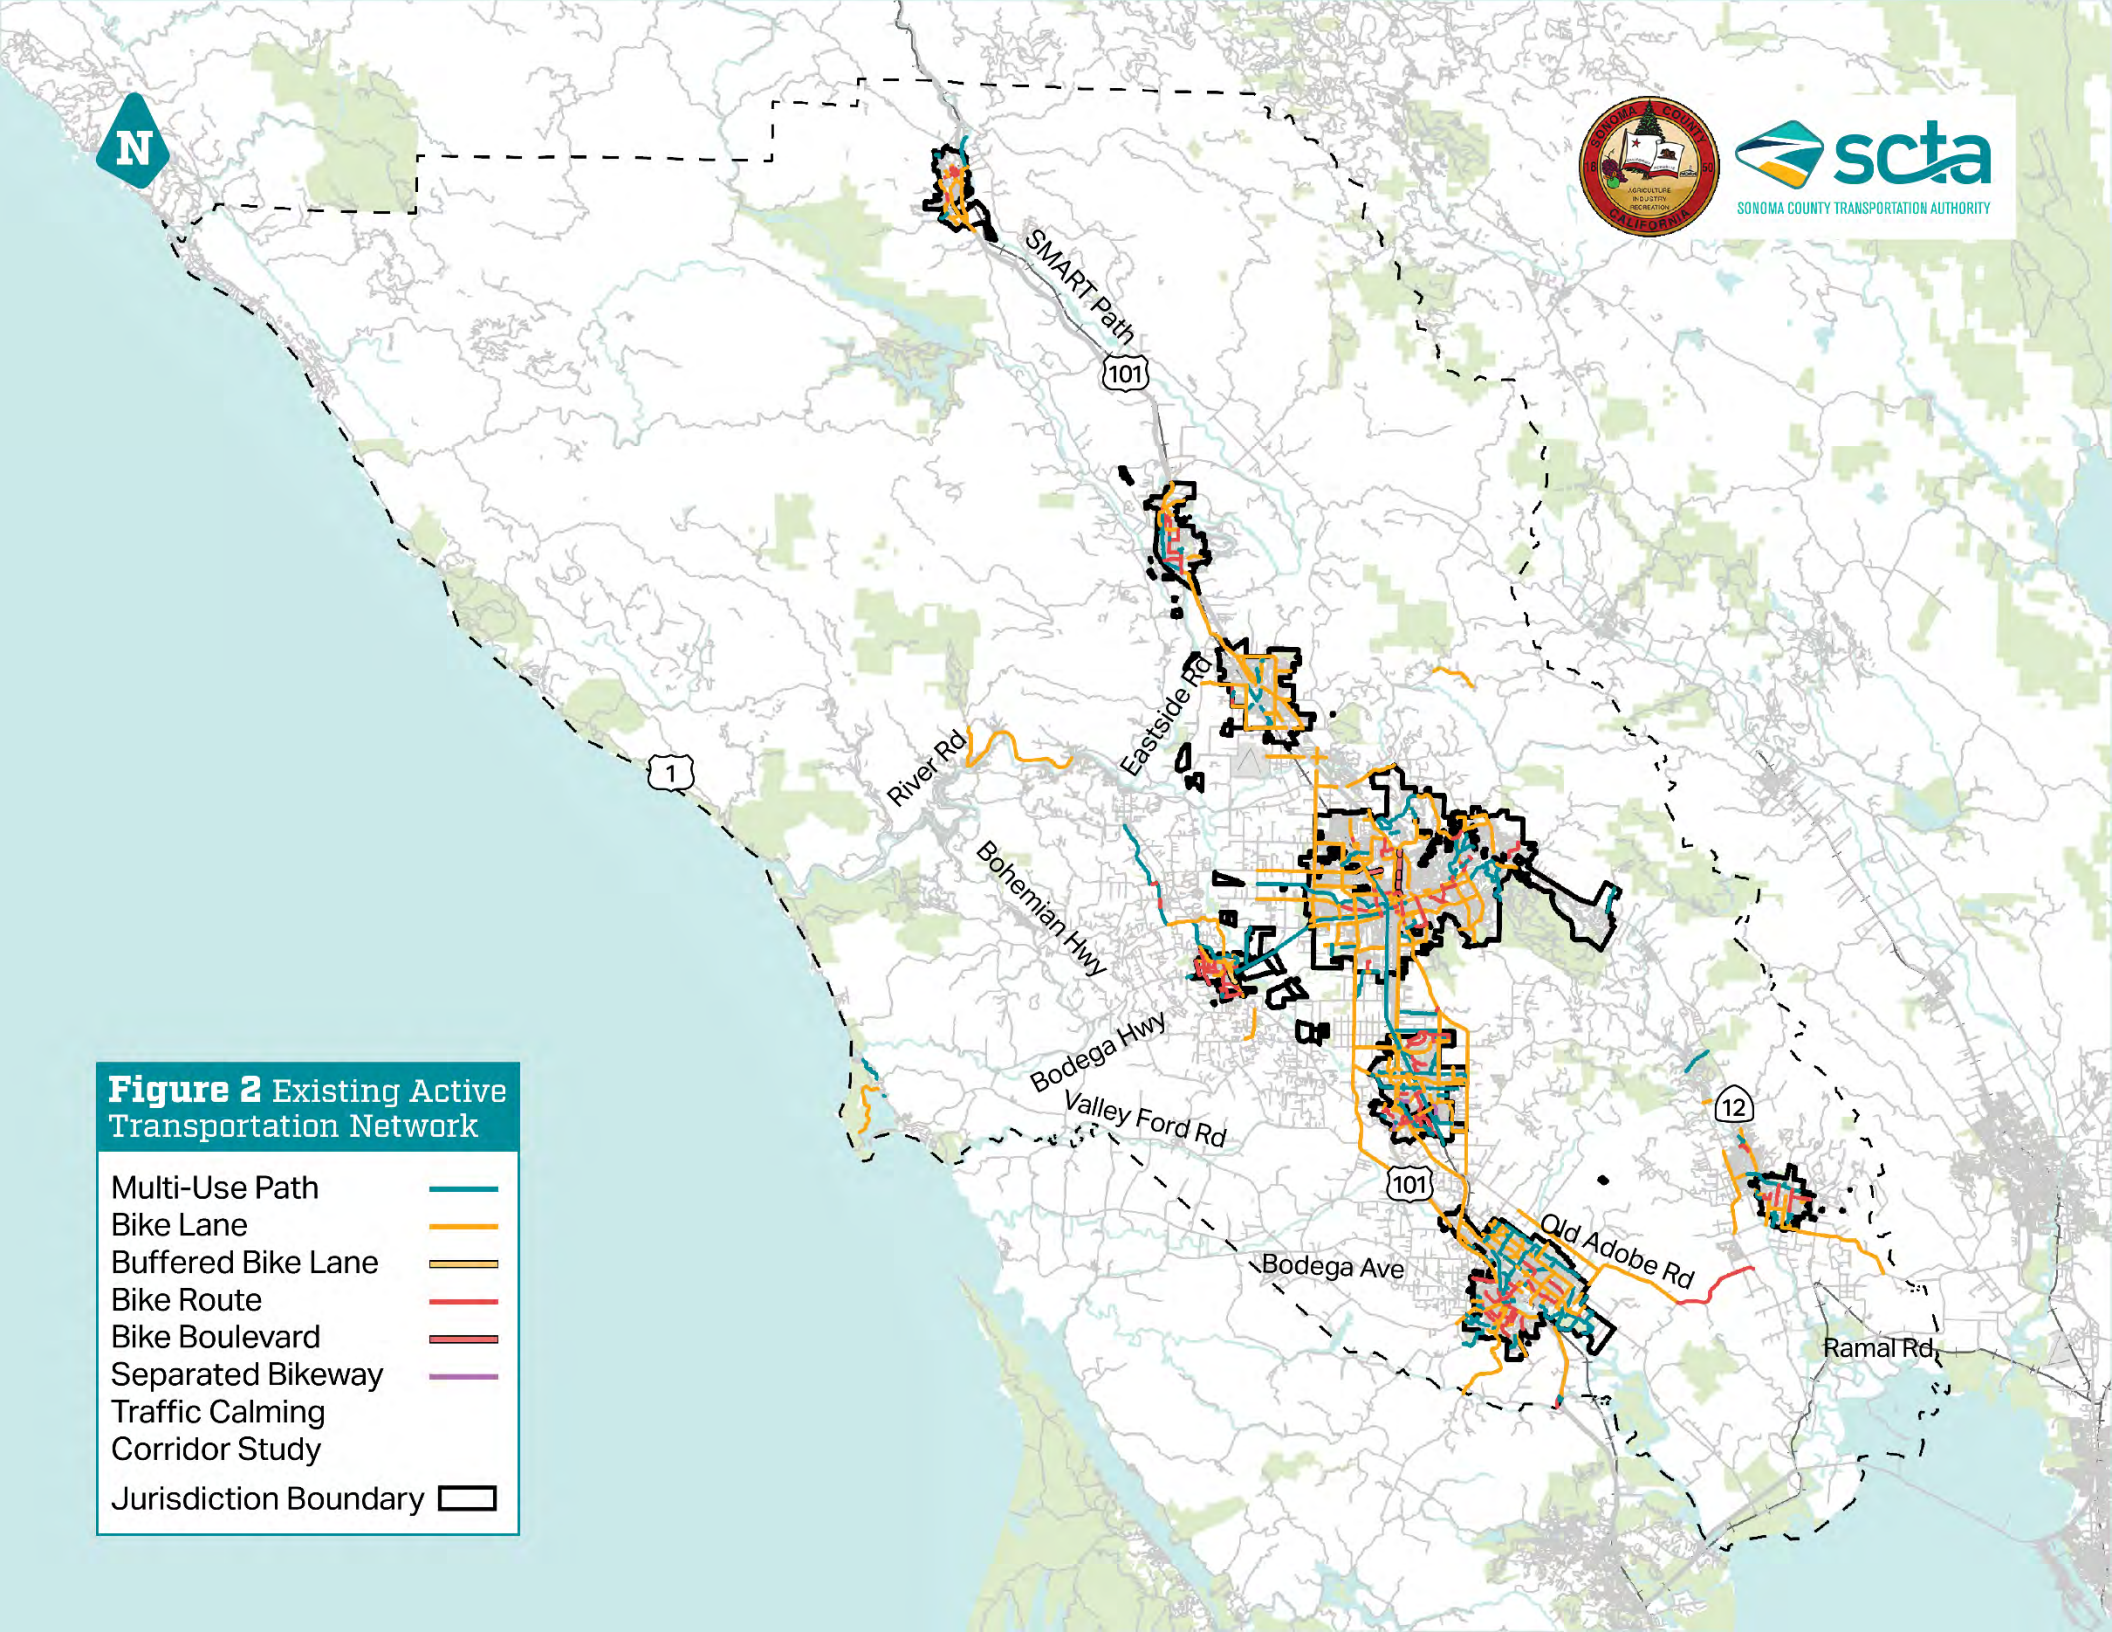 N
SONOMA COUNTY
18 50
AGRICULTURE
INDUSTRY
RECREATION
CALIFORNIA
scta
SONOMA COUNTY TRANSPORTATION AUTHORITY
SMART Path
101
Eastside Rd
River Rd
1
Bohemian Hwy
Bodega Hwy
Valley Ford Rd
12
101
Old Adobe Rd
Bodega Ave
Ramal Rd
Figure 2 Existing Active
Transportation Network
Multi-Use Path
Bike Lane
Buffered Bike Lane
Bike Route
Bike Boulevard
Separated Bikeway
Traffic Calming
Corridor Study
Jurisdiction Boundary